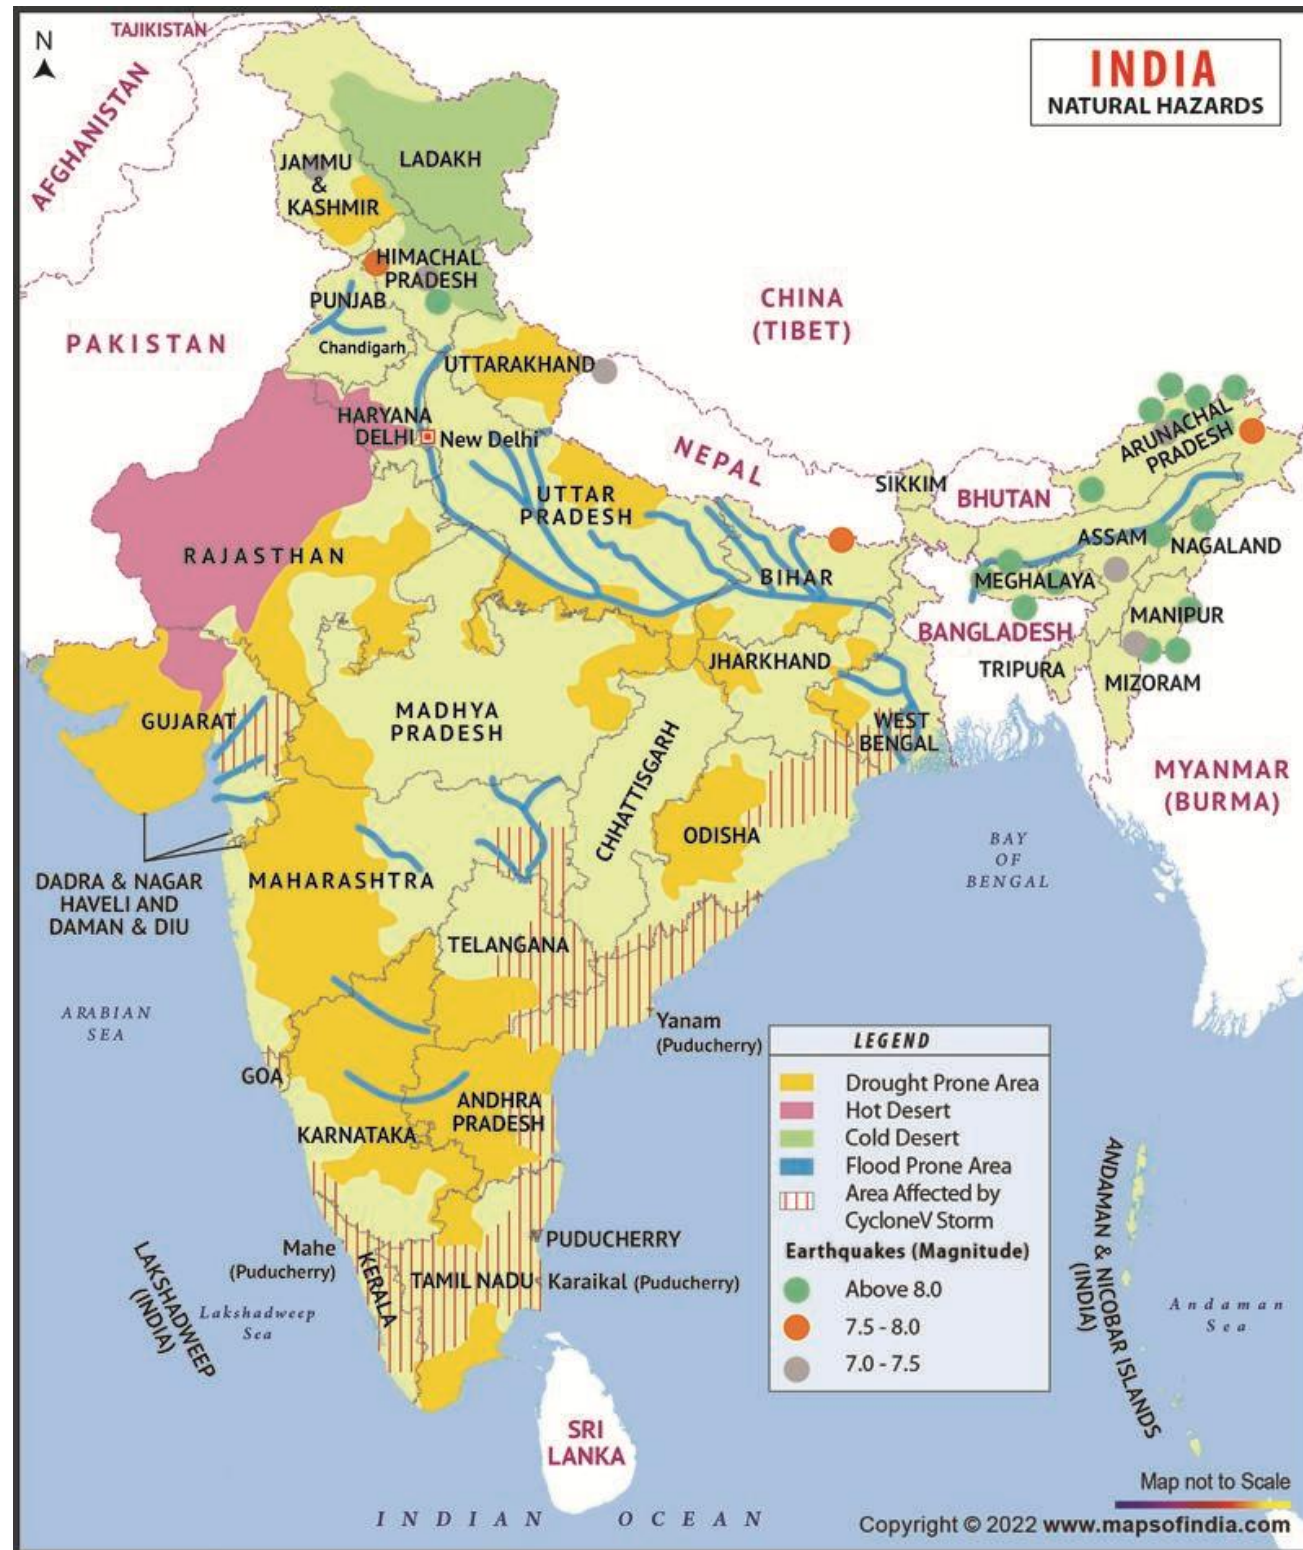 TAJIKISTAN
N
INDIA
NATURAL HAZARDS
AFGHANISTAN
JAMMU
&
KASHMIR
LADAKH
HIMACHAL
PRADESH
PUNJAB
Chandigarh
CHINA
(TIBET)
PAKISTAN
UTTARAKHAND
HARYANA
DELHI
New Delhi
NEPAL
ARUNACHAL
PRADESH
SIKKIM
BHUTAN
UTTAR
PRADESH
RAJASTHAN
ASSAM
NAGALAND
BIHAR
MEGHALAYA
MANIPUR
BANGLADESH
JHARKHAND
TRIPURA
MIZORAM
GUJARAT
MADHYA
PRADESH
WEST
BENGAL
CHHATTISGARH
MYANMAR
(BURMA)
ODISHA
BAY
OF
BENGAL
DADRA & NAGAR
HAVELI AND
DAMAN & DIU
MAHARASHTRA
TELANGANA
ARABIAN
SEA
Yanam
(Puducherry)
GOA
ANDHRA
PRADESH
KARNATAKA
LEGEND
Drought Prone Area
Hot Desert
Cold Desert
Flood Prone Area
Area Affected by
CycloneV Storm
Earthquakes (Magnitude)
Above 8.0
7.5 - 8.0
7.0 - 7.5
PUDUCHERRY
Mahe
(Puducherry)
KERALA
TAMIL NADU
Karaikal (Puducherry)
LAKSHADWEEP
(INDIA)
Lakshadweep
Sea
ANDAMAN & NICOBAR ISLANDS
(INDIA)
Andaman
Sea
SRI
LANKA
INDIAN OCEAN
Map not to Scale
Copyright © 2022 www.mapsofindia.com